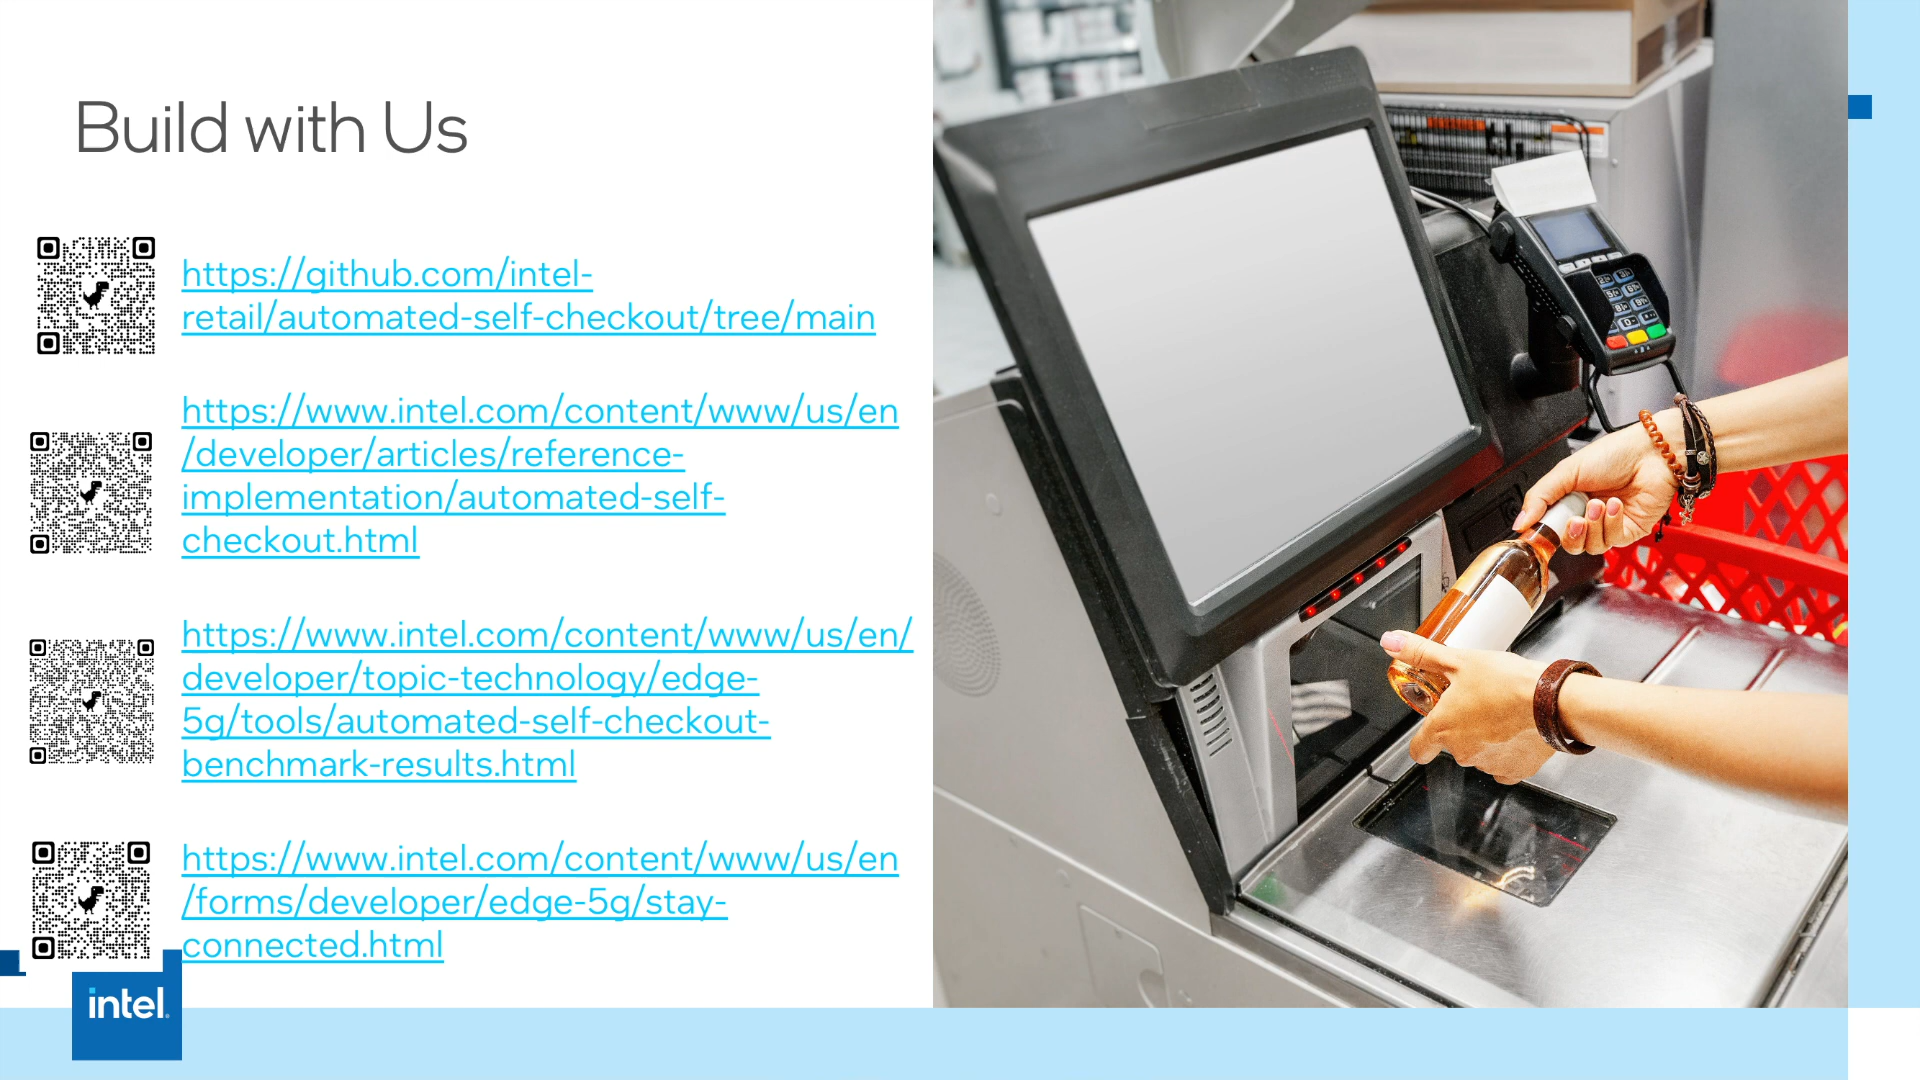 Build with Us
https://github.com/intel-
retail/automated-self-checkout/tree/main
https://www.intel.com/content/www/us/en
/developer/articles/reference-
implementation/automated-self-
checkout.html
https://www.intel.com/content/www/us/en/
developer/topic-technology/edge-
5g/tools/automated-self-checkout-
benchmark-results.html
https://www.intel.com/content/www/us/en
/forms/developer/edge-5g/stay-
connected.html
intel.